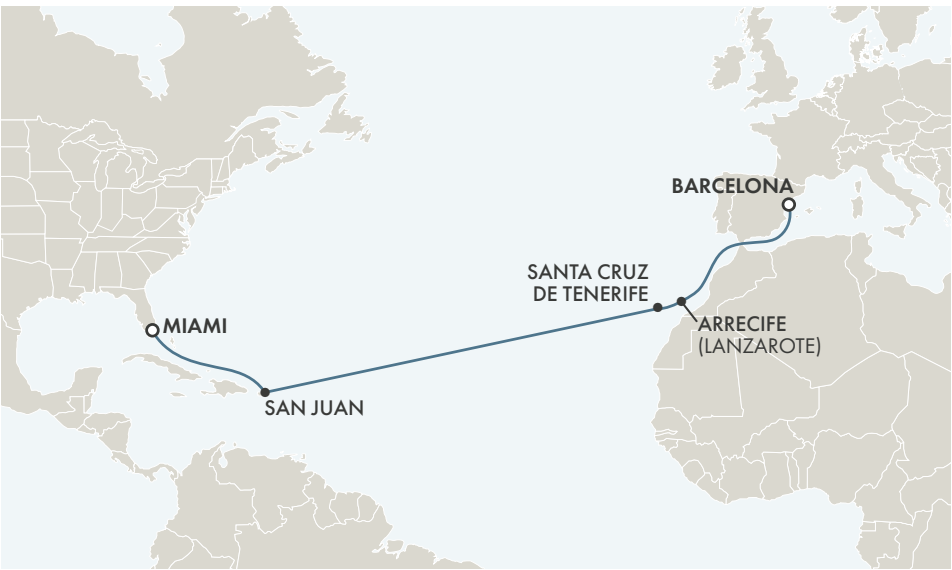 BARCELONA
SANTA CRUZ
DE TENERIFE
ARRECIFE
(LANZAROTE)
MIAMI
SAN JUAN